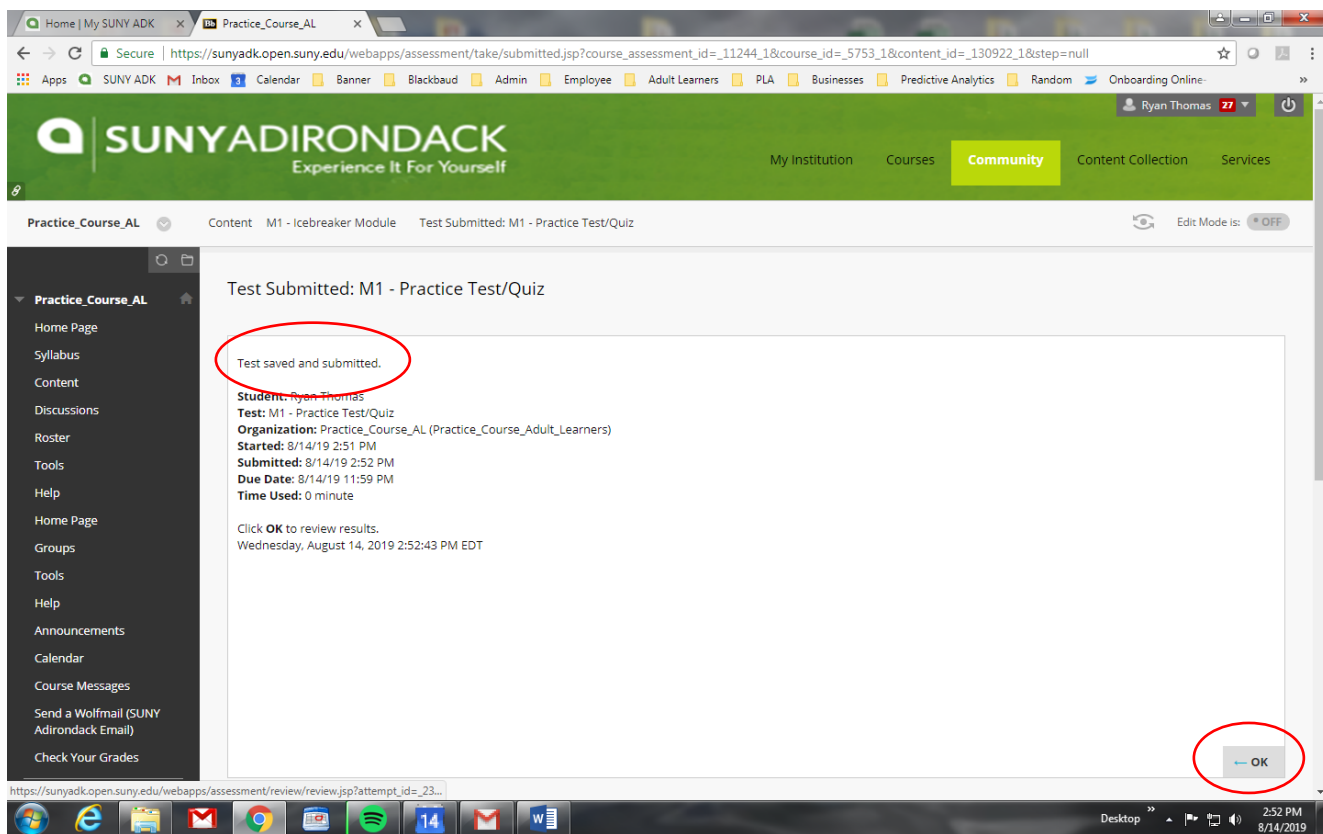 Home | My SUNY ADK
Bb Practice_Course_AL
Secure | https://sunyadk.open.suny.edu/webapps/assessment/take/submitted.jsp?course_assessment_id=_11244_1&course_id=_5753_1&content_id=_130922_1&step=null
Apps SUNY ADK Inbox 3 Calendar Banner Blackbaud Admin Employee Adult Learners PLA Businesses Predictive Analytics Random Onboarding Online- »
Ryan Thomas 27
SUNYADIRONDACK
Experience It For Yourself
My Institution Courses Community Content Collection Services
Practice_Course_AL Content M1 - Icebreaker Module Test Submitted: M1 - Practice Test/Quiz Edit Mode is: OFF
Practice_Course_AL
Home Page
Syllabus
Content
Discussions
Roster
Tools
Help
Home Page
Groups
Tools
Help
Announcements
Calendar
Course Messages
Send a Wolfmail (SUNY
Adirondack Email)
Check Your Grades
Test Submitted: M1 - Practice Test/Quiz
Test saved and submitted.
Student: Ryan Thomas
Test: M1 - Practice Test/Quiz
Organization: Practice_Course_AL (Practice_Course_Adult_Learners)
Started: 8/14/19 2:51 PM
Submitted: 8/14/19 2:52 PM
Due Date: 8/14/19 11:59 PM
Time Used: 0 minute
Click OK to review results.
Wednesday, August 14, 2019 2:52:43 PM EDT
← OK
https://sunyadk.open.suny.edu/webapps/assessment/review/review.jsp?attempt_id=_23...
14
W
Desktop » 2:52 PM
8/14/2019